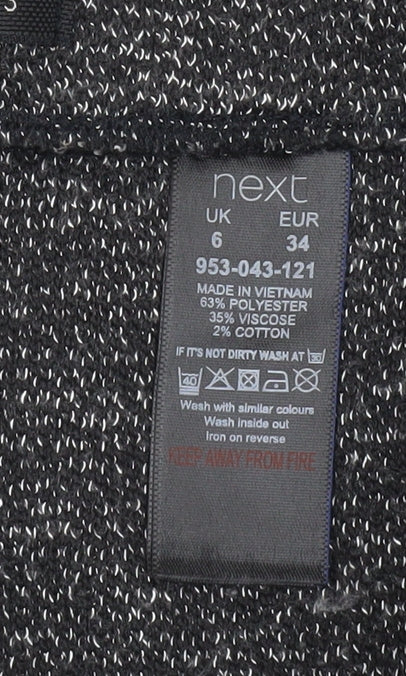 S
next
UK EUR
6 34
953-043-121
MADE IN VIETNAM
63% POLYESTER
35% VISCOSE
2% COTTON
IF IT'S NOT DIRTY WASH AT 30
40
Wash with similar colours
Wash inside out
Iron on reverse
KEEP AWAY FROM FIRE